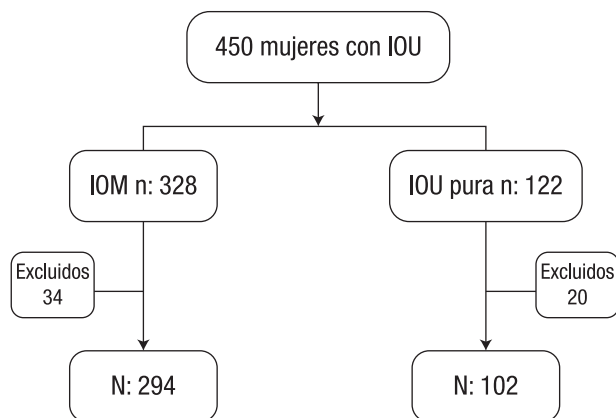 450 mujeres con IOU
IOM n: 328
IOU pura n: 122
Excluidos
34
Excluidos
20
N: 294
N: 102